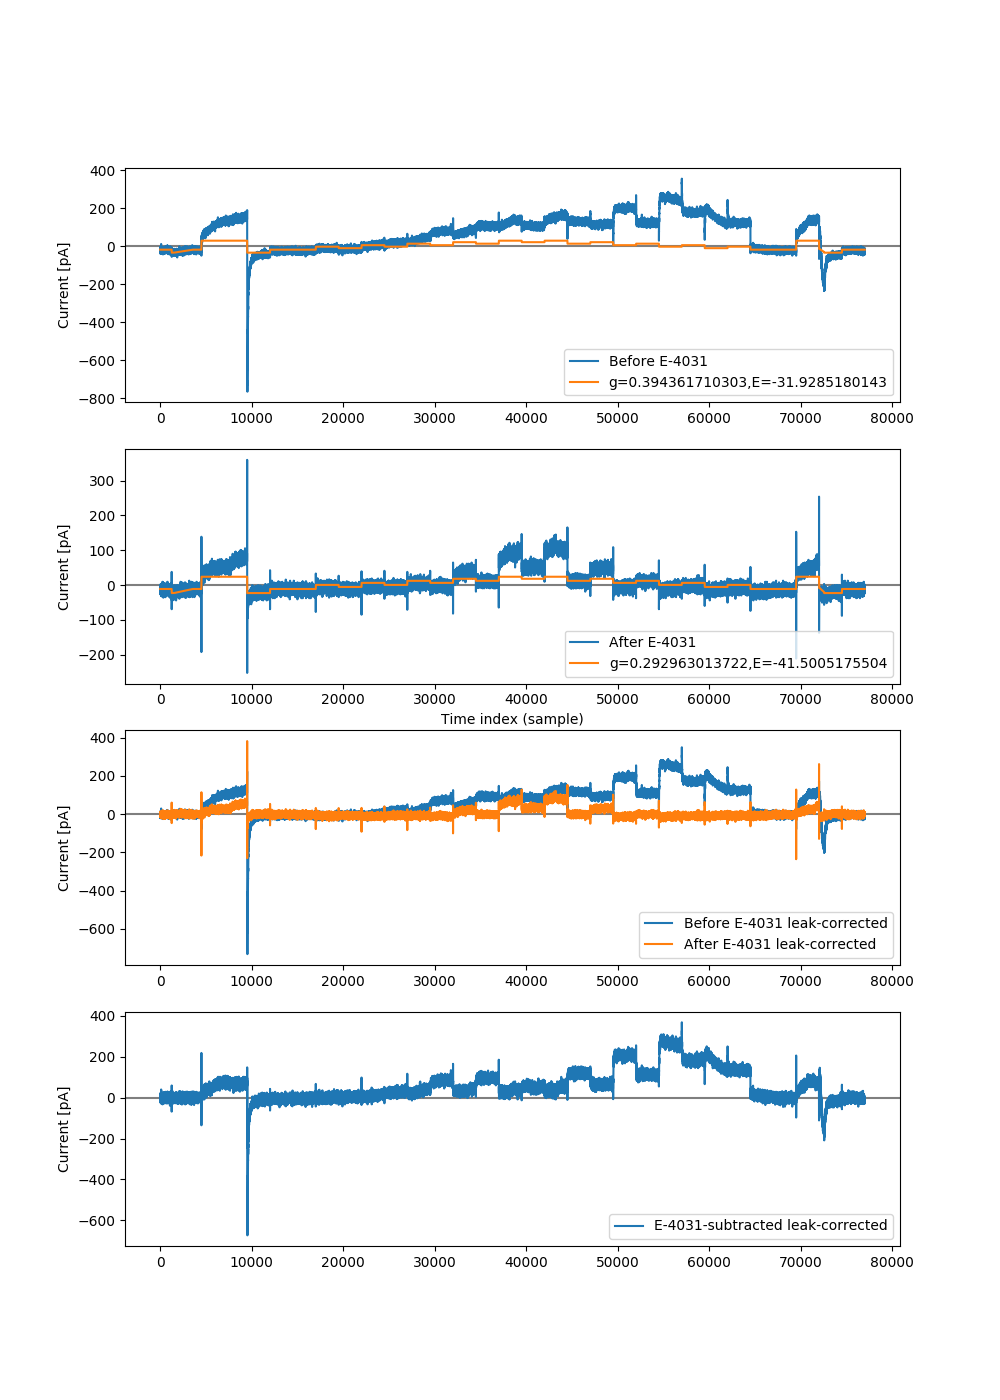 400
200
0
−200
−400
−600
−800
Current [pA]
Before E-4031
g=0.394361710303,E=-31.9285180143
0 10000 20000 30000 40000 50000 60000 70000 80000
300
200
100
0
−100
−200
Current [pA]
After E-4031
g=0.292963013722,E=-41.5005175504
0 10000 20000 30000 40000 50000 60000 70000 80000
Time index (sample)
400
200
0
−200
−400
−600
Current [pA]
Before E-4031 leak-corrected
After E-4031 leak-corrected
0 10000 20000 30000 40000 50000 60000 70000 80000
400
200
0
−200
−400
−600
Current [pA]
E-4031-subtracted leak-corrected
0 10000 20000 30000 40000 50000 60000 70000 80000